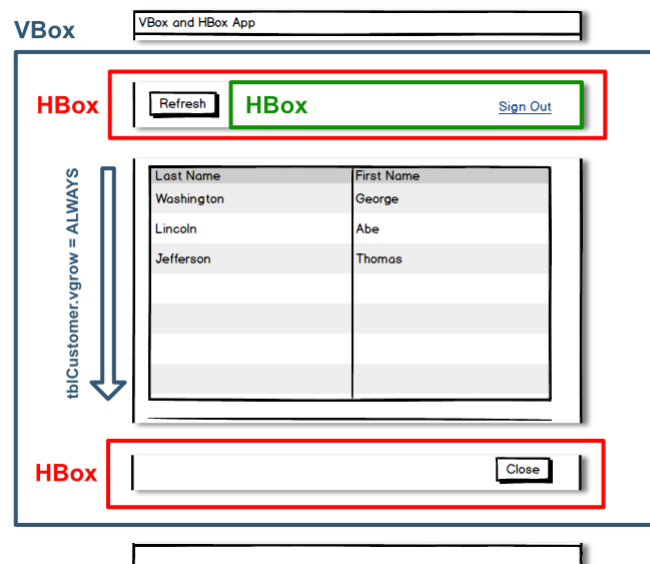 VBox
VBox and HBox App
HBox
Refresh
HBox
Sign Out
tblCustomer.vgrow = ALWAYS
Last Name First Name
Washington George
Lincoln Abe
Jefferson Thomas
HBox
Close